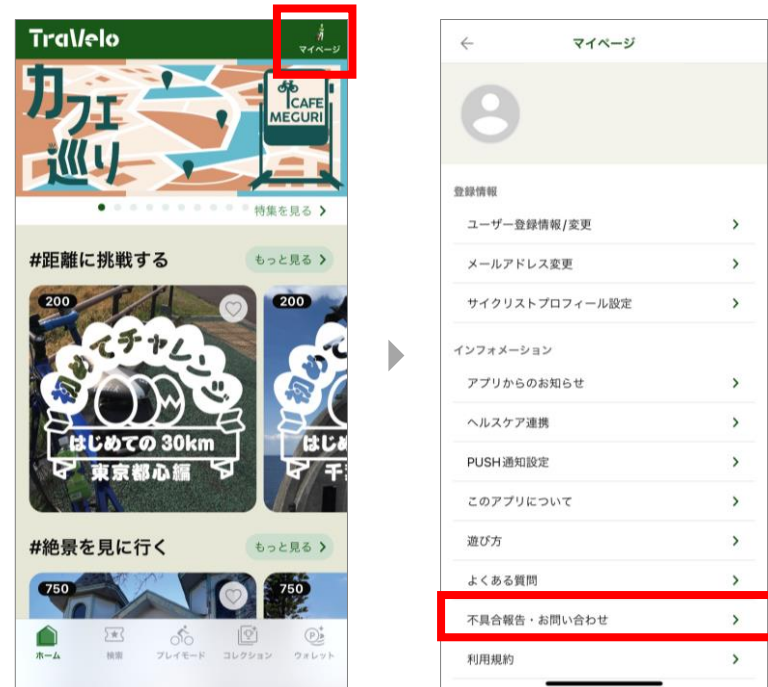 TraVelo
マイページ
カフェ
巡り
CAFE
MEGURI
特集を見る
#距離に挑戦する
もっと見る
200
200
初めてチャレンジ
はじめての 30km
東京都心編
初めて
はじめ
千
#絶景を見に行く
もっと見る
750
750
ホーム
検索
プレイモード
コレクション
ウォレット
マイページ
登録情報
ユーザー登録情報/変更
メールアドレス変更
サイクリストプロフィール設定
インフォメーション
アプリからのお知らせ
ヘルスケア連携
PUSH通知設定
このアプリについて
遊び方
よくある質問
不具合報告・お問い合わせ
利用規約